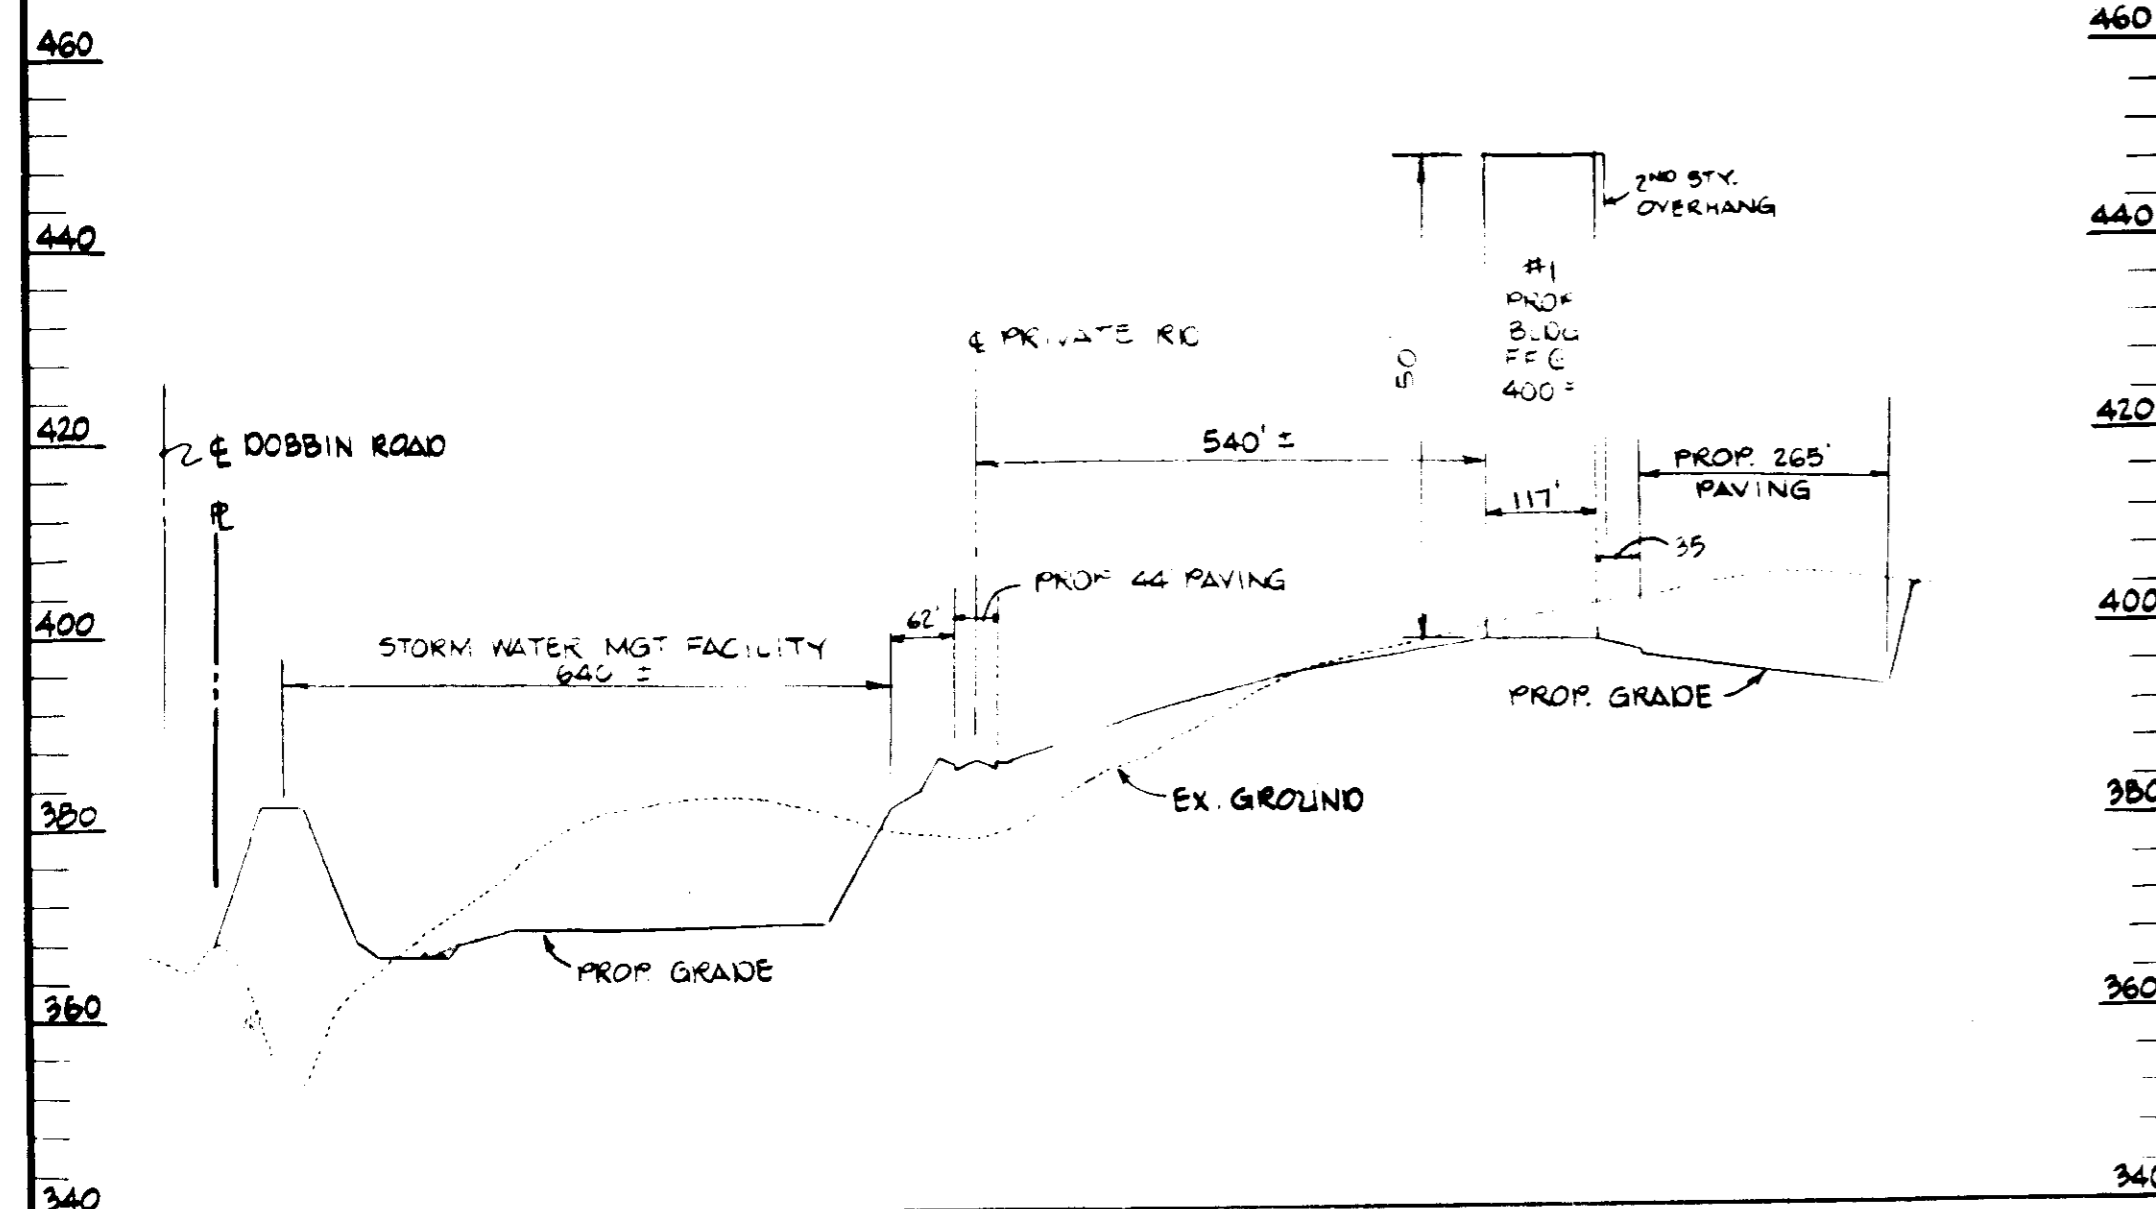 460
440
420
400
380
360
340
460
440
420
400
380
360
340
2ND STY.
OVERHANG
#1
PROP
BLDG
FF @
400 ±
50'
℄ PRIVATE RD
℄ DOBBIN ROAD
℄ 
540' ±
PROP. 265'
PAVING
117'
35
PROP 44' PAVING
62'
STORM WATER MGT FACILITY
640 ±
PROP. GRADE
EX. GROUND
PROP. GRADE